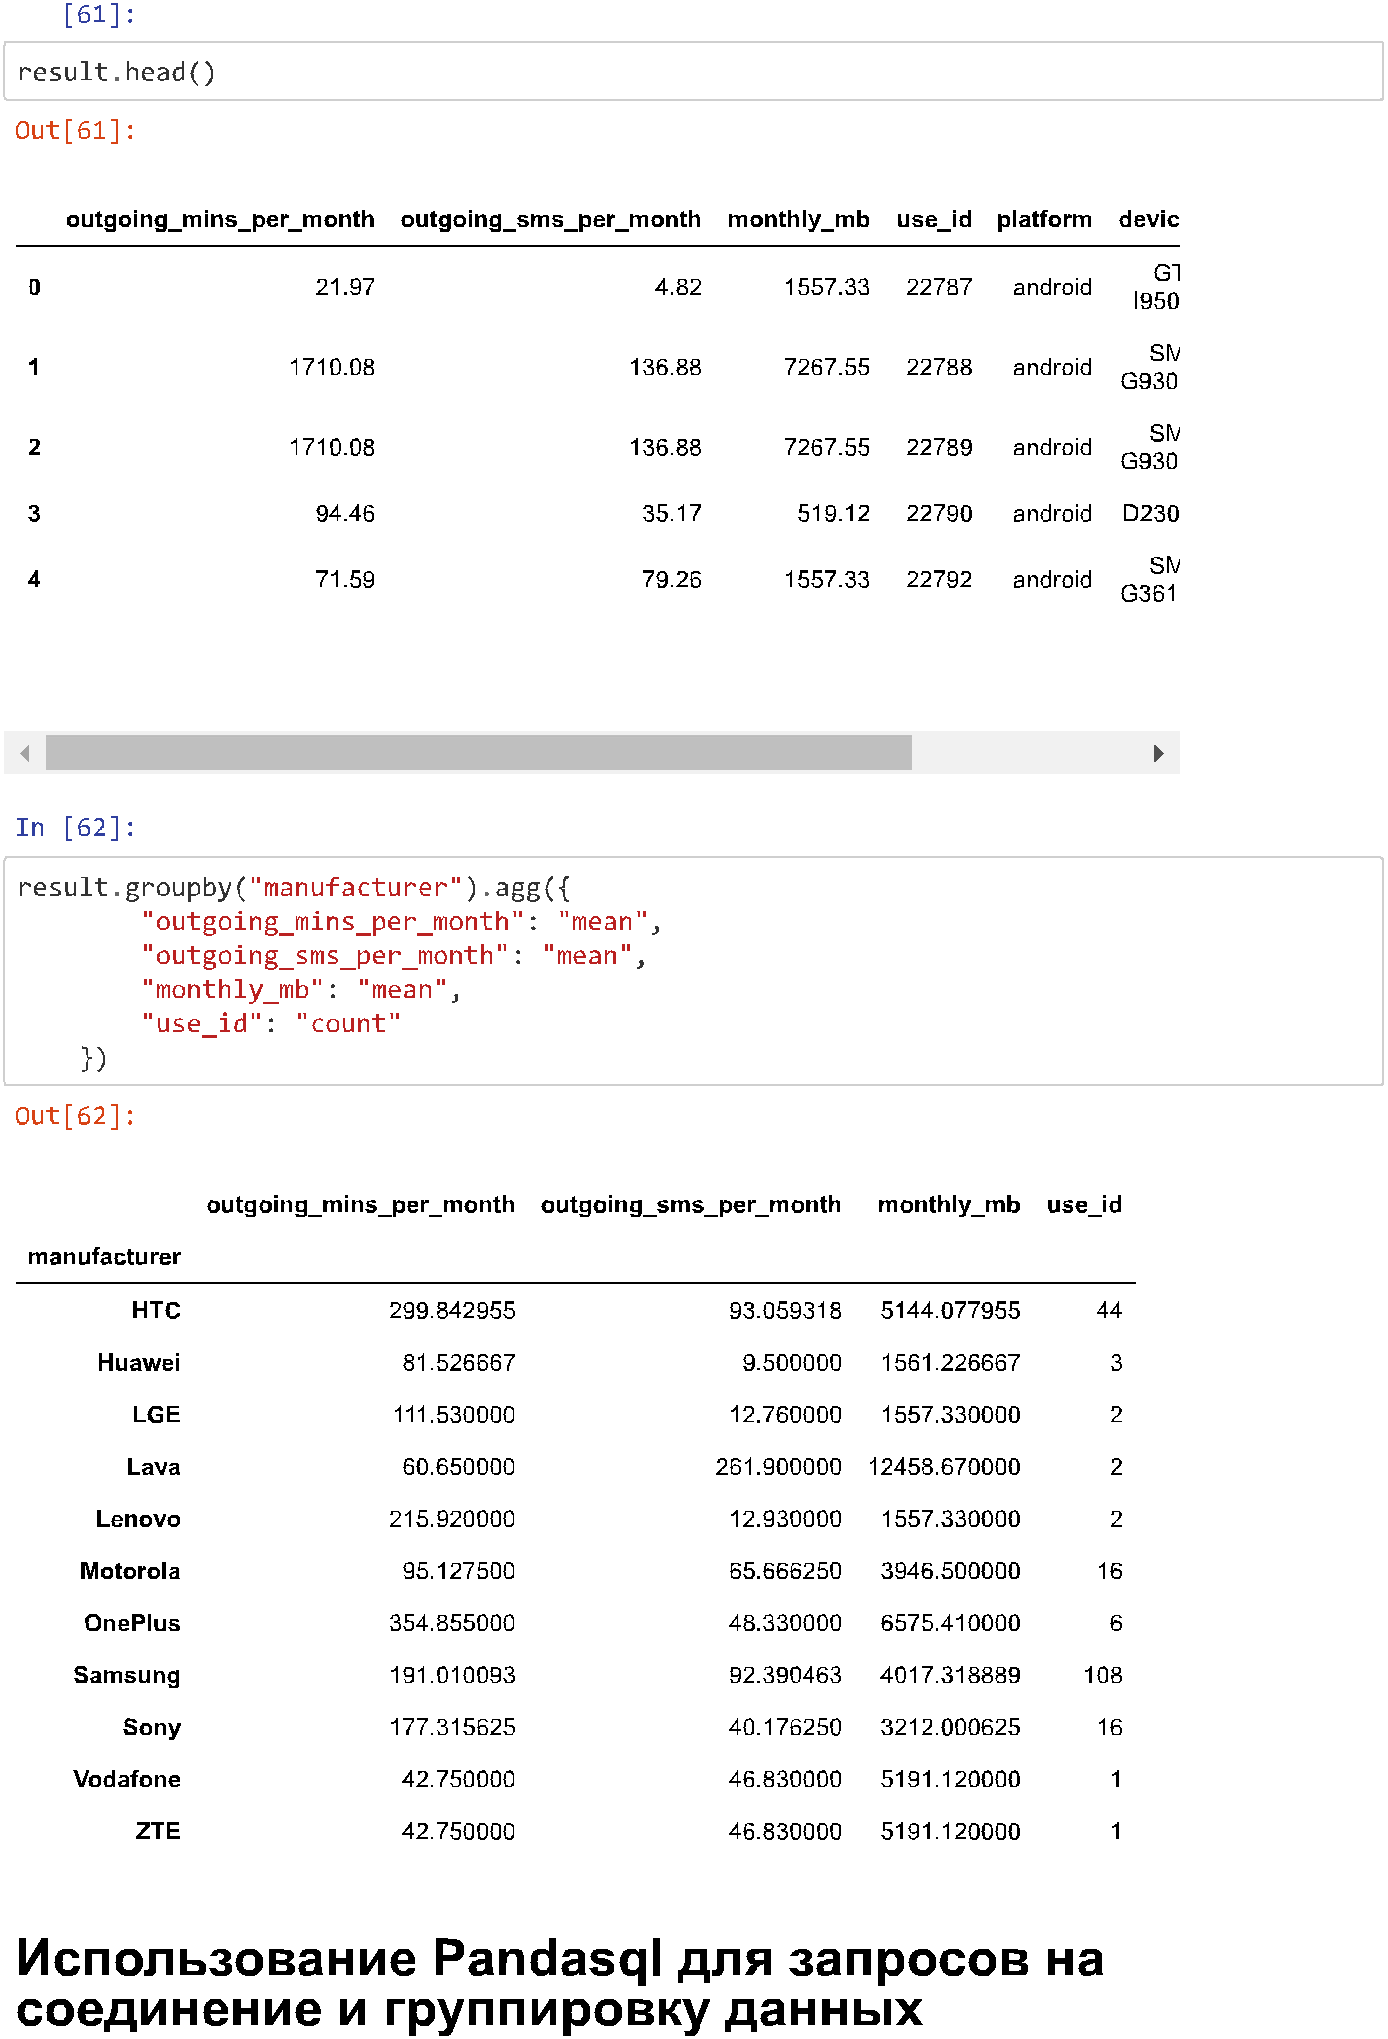 [61]:
result.head()
Out[61]:
outgoing_mins_per_month outgoing_sms_per_month monthly_mb use_id platform devic
0 21.97 4.82 1557.33 22787 android GT I950
1 1710.08 136.88 7267.55 22788 android SM G930
2 1710.08 136.88 7267.55 22789 android SM G930
3 94.46 35.17 519.12 22790 android D230
4 71.59 79.26 1557.33 22792 android SM G361
In [62]:
result.groupby("manufacturer").agg({
"outgoing_mins_per_month": "mean",
"outgoing_sms_per_month": "mean",
"monthly_mb": "mean",
"use_id": "count"
})
Out[62]:
outgoing_mins_per_month outgoing_sms_per_month monthly_mb use_id
manufacturer
HTC 299.842955 93.059318 5144.077955 44
Huawei 81.526667 9.500000 1561.226667 3
LGE 111.530000 12.760000 1557.330000 2
Lava 60.650000 261.900000 12458.670000 2
Lenovo 215.920000 12.930000 1557.330000 2
Motorola 95.127500 65.666250 3946.500000 16
OnePlus 354.855000 48.330000 6575.410000 6
Samsung 191.010093 92.390463 4017.318889 108
Sony 177.315625 40.176250 3212.000625 16
Vodafone 42.750000 46.830000 5191.120000 1
ZTE 42.750000 46.830000 5191.120000 1
Использование Pandasql для запросов на
соединение и группировку данных